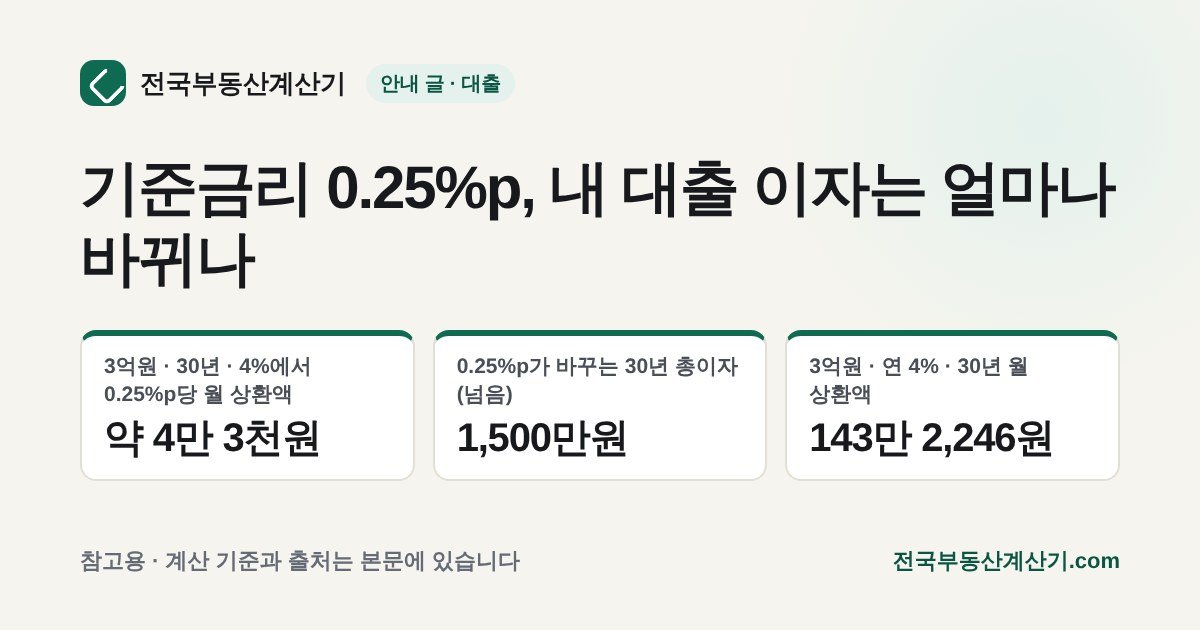 전국부동산계산기
안내 글 · 대출
기준금리 0.25%p, 내 대출 이자는 얼마나
바뀌나
3억원 · 30년 · 4%에서
0.25%p당 월 상환액
약 4만 3천원
0.25%p가 바꾸는 30년 총이자
(넘음)
1,500만원
3억원 · 연 4% · 30년 월
상환액
143만 2,246원
참고용 · 계산 기준과 출처는 본문에 있습니다
전국부동산계산기.com